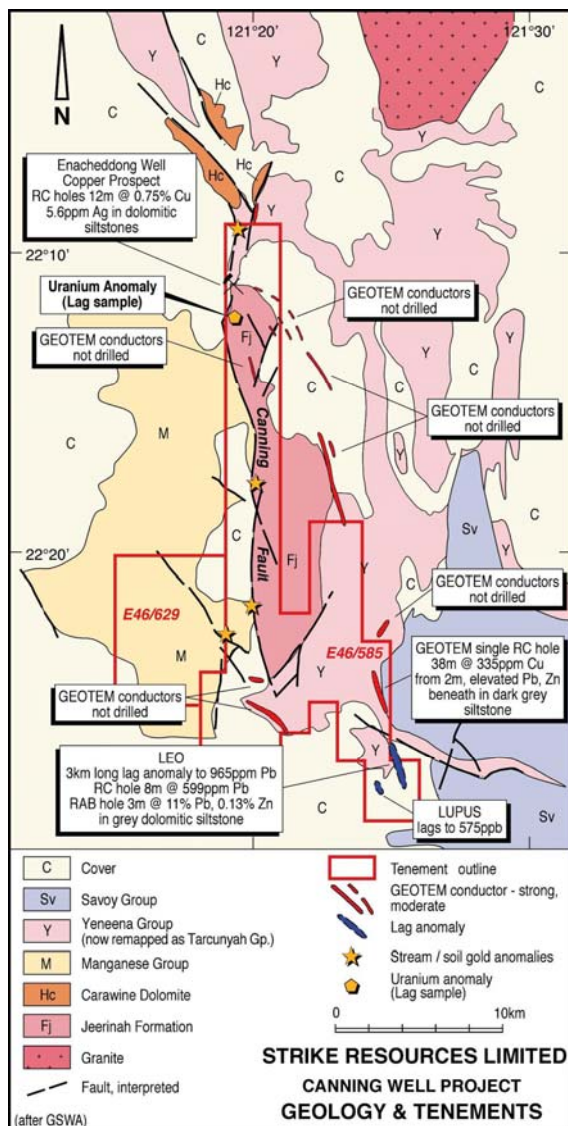 121°20'
121°30'
Y
C
Y
C
Hc
C
Y
N
Hc
Hc
Y
C
Enacheddong Well
Copper Prospect
RC holes 12m @ 0.75% Cu
5.6ppm Ag in dolomitic
siltstones
22°10'
Uranium Anomaly
(Lag sample)
GEOTEM conductors
not drilled
Fj
Y
Y
GEOTEM conductors
not drilled
C
C
GEOTEM conductors
not drilled
C
M
Canning
Y
Sv
C
Fault
C
22°20'
Fj
Y
C
GEOTEM conductors
not drilled
E46/629
E46/585
M
Y
GEOTEM single RC hole
38m @ 335ppm Cu
from 2m, elevated Pb, Zn
beneath in dark grey
siltstone
GEOTEM conductors
not drilled
Y
LEO
3km long lag anomaly to 965ppm Pb
RC hole 8m @ 599ppm Pb
RAB hole 3m @ 11% Pb, 0.13% Zn
in grey dolomitic siltstone
C
LUPUS
lags to 575ppb
Sv
C Cover
Sv Savoy Group
Y Yeneena Group
(now remapped as Tarcunyah Gp.)
M Manganese Group
Hc Carawine Dolomite
Fj Jeerinah Formation
Granite
Fault, interpreted
(after GSWA)
Tenement outline
GEOTEM conductor - strong,
moderate
Lag anomaly
Stream / soil gold anomalies
Uranium anomaly
(Lag sample)
0 10km
STRIKE RESOURCES LIMITED
CANNING WELL PROJECT
GEOLOGY & TENEMENTS